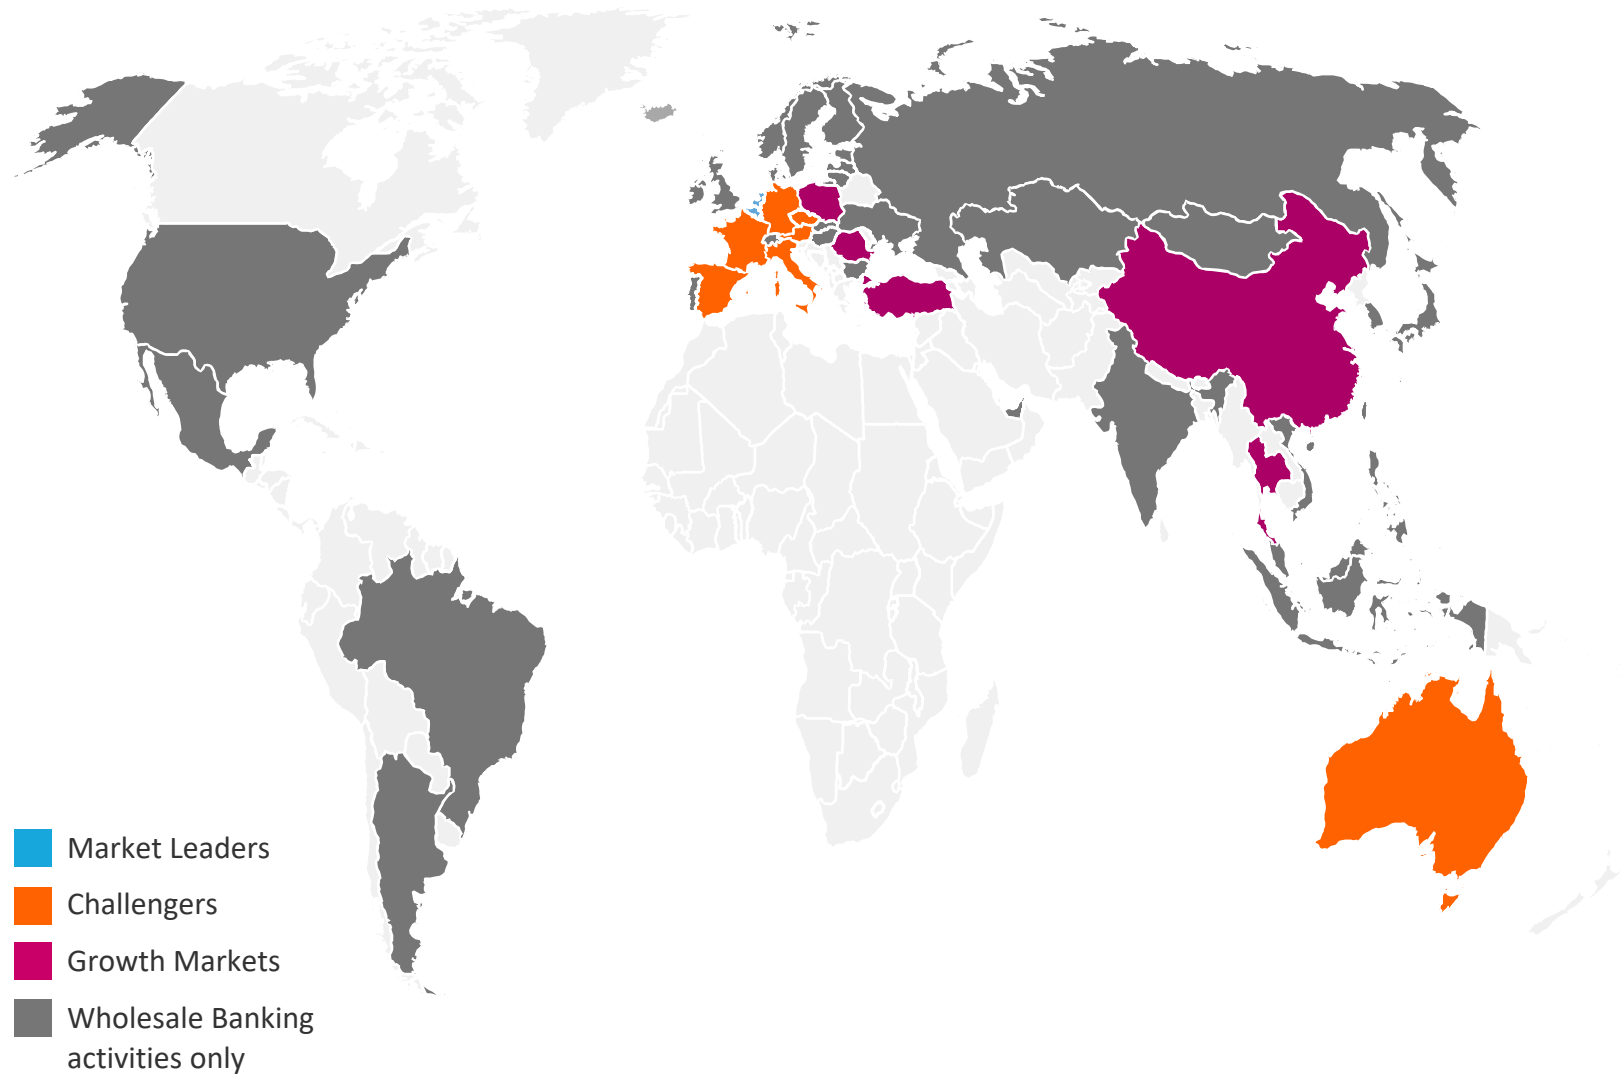 Market Leaders
Challengers
Growth Markets
Wholesale Banking
activities only